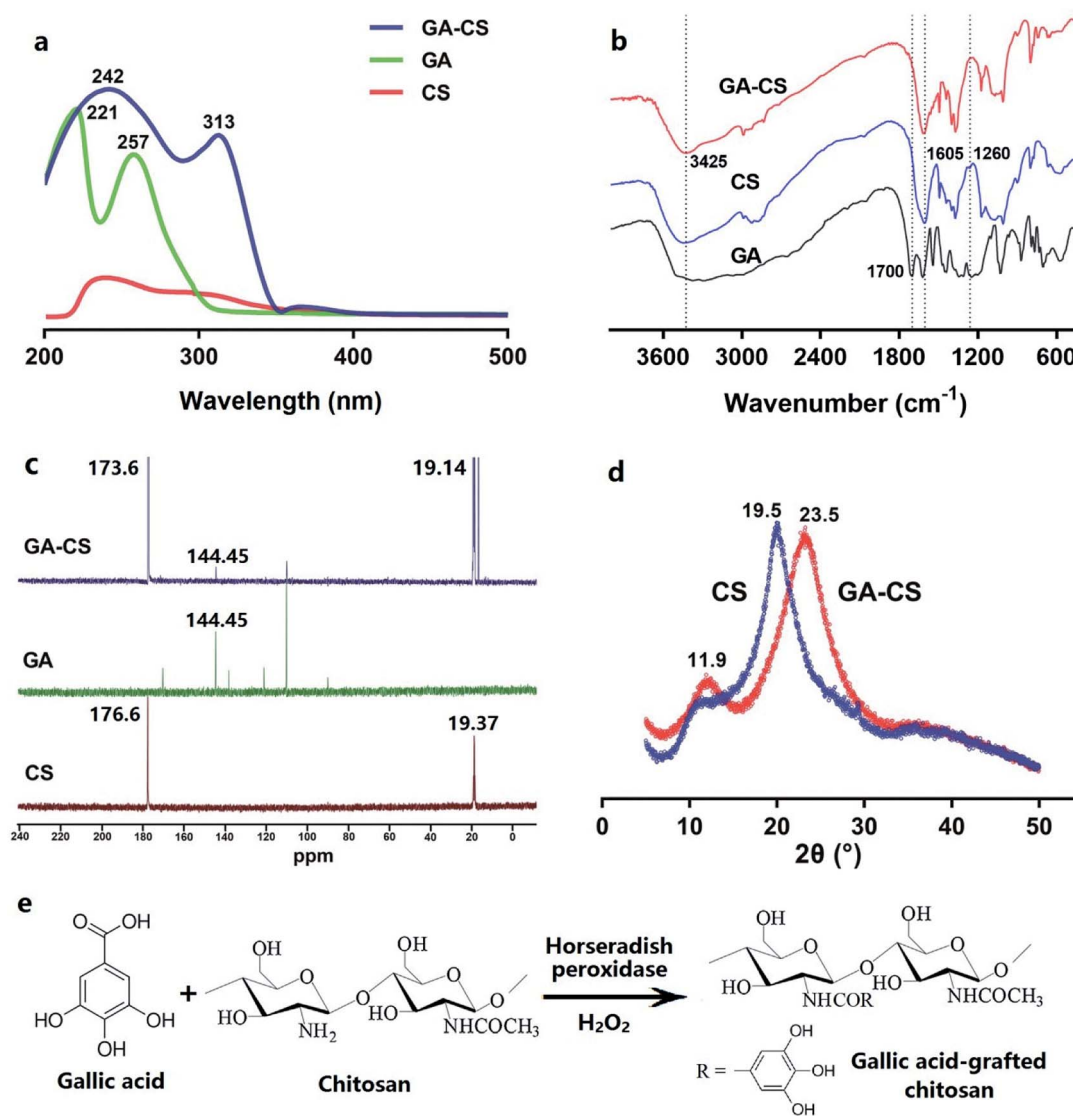 a
GA-CS
GA
CS
242
221
257
313
200
300
400
500
Wavelength (nm)
b
GA-CS
3425
CS
1605
1260
GA
1700
3600
3000
2400
1800
1200
600
Wavenumber (cm⁻¹)
c
173.6
19.14
GA-CS
144.45
144.45
GA
176.6
19.37
CS
240
220
200
180
160
140
120
100
80
60
40
20
0
ppm
d
19.5
23.5
CS
GA-CS
11.9
0
10
20
30
40
50
2θ (°)
e
O
OH
HO
OH
OH
Gallic acid
+
OH
O
HO
NH₂
O
OH
O
HO
NHCOCH₃
O
Chitosan
Horseradish
peroxidase
H₂O₂
OH
O
HO
NHCOR
O
OH
O
HO
NHCOCH₃
O
R =
OH
OH
OH
Gallic acid-grafted
chitosan